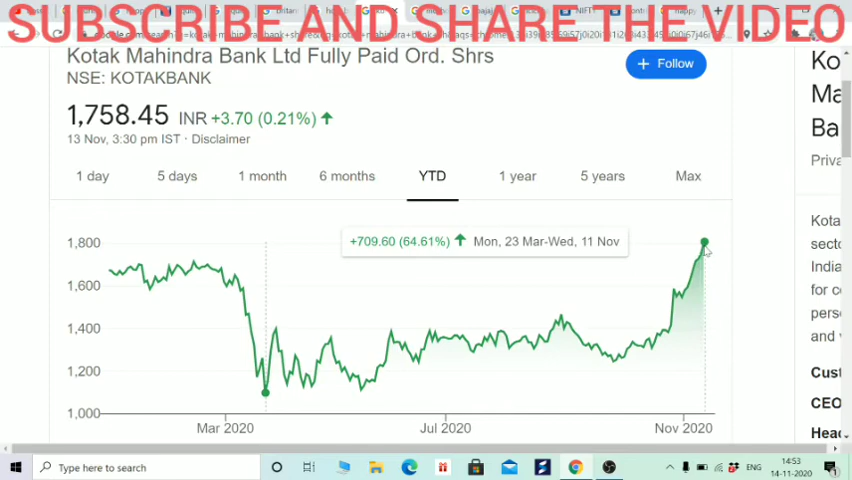 SUBSCRIBE AND SHARE THE VIDEO
Kotak Mahindra Bank Ltd Fully Paid Ord. Shrs
NSE: KOTAKBANK
1,758.45 INR +3.70 (0.21%)
13 Nov, 3:30 pm IST · Disclaimer
+ Follow
1 day 5 days 1 month 6 months YTD 1 year 5 years Max
+709.60 (64.61%) Mon, 23 Mar-Wed, 11 Nov
1,800
1,600
1,400
1,200
1,000
Mar 2020 Jul 2020 Nov 2020
Ko
Ma
Ba
Priva
Kota
secto
India
for co
perso
and v
Cust
CEO
Head
Type here to search
ENG
14:53
14-11-2020